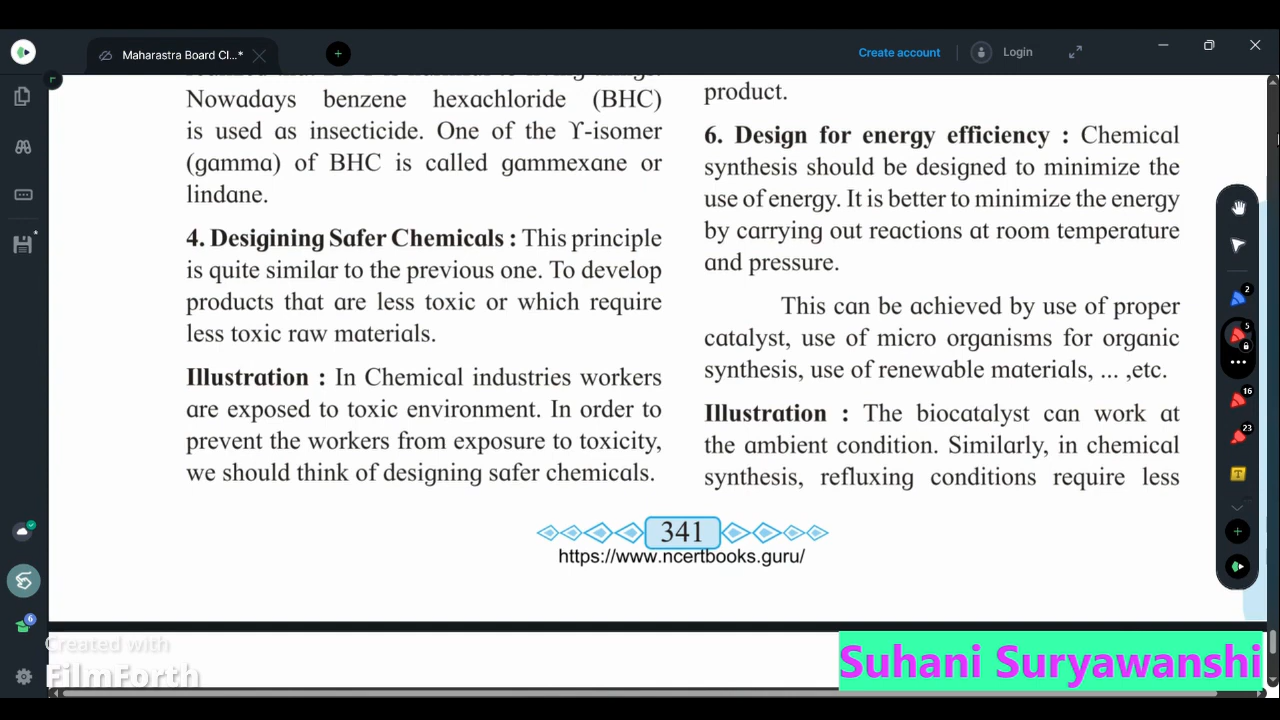 Maharastra Board Cl...*
Create account
Login
Nowadays benzene hexachloride (BHC)
is used as insecticide. One of the ϒ-isomer
(gamma) of BHC is called gammexane or
lindane.
4. Desigining Safer Chemicals : This principle
is quite similar to the previous one. To develop
products that are less toxic or which require
less toxic raw materials.
Illustration : In Chemical industries workers
are exposed to toxic environment. In order to
prevent the workers from exposure to toxicity,
we should think of designing safer chemicals.
product.
6. Design for energy efficiency : Chemical
synthesis should be designed to minimize the
use of energy. It is better to minimize the energy
by carrying out reactions at room temperature
and pressure.
This can be achieved by use of proper
catalyst, use of micro organisms for organic
synthesis, use of renewable materials, ... ,etc.
Illustration : The biocatalyst can work at
the ambient condition. Similarly, in chemical
synthesis, refluxing conditions require less
341
https://www.ncertbooks.guru/
2
5
16
23
T
6
Created with
FilmForth
Suhani Suryawanshi